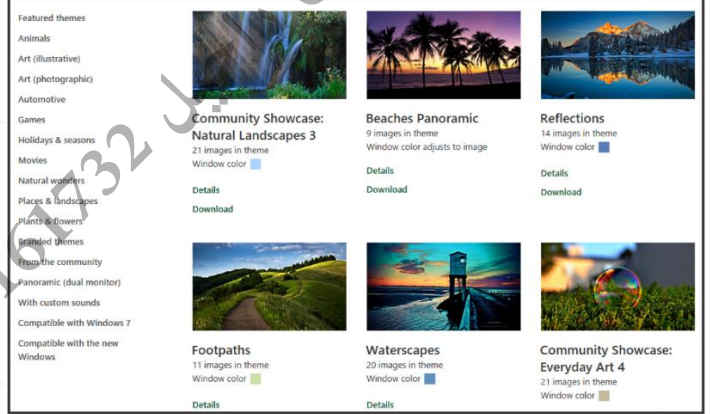 Featured themes
Animals
Art (illustrative)
Art (photographic)
Automotive
Games
Holidays & seasons
Movies
Natural wonders
Places & landscapes
Plants & flowers
Branded themes
From the community
Panoramic (dual monitor)
With custom sounds
Compatible with Windows 7
Compatible with the new
Windows
Community Showcase:
Natural Landscapes 3
21 images in theme
Window color
Details
Download
Beaches Panoramic
9 images in theme
Window color adjusts to image
Details
Download
Reflections
14 images in theme
Window color
Details
Download
Footpaths
11 images in theme
Window color
Details
Waterscapes
20 images in theme
Window color
Details
Community Showcase:
Everyday Art 4
21 images in theme
Window color
161732